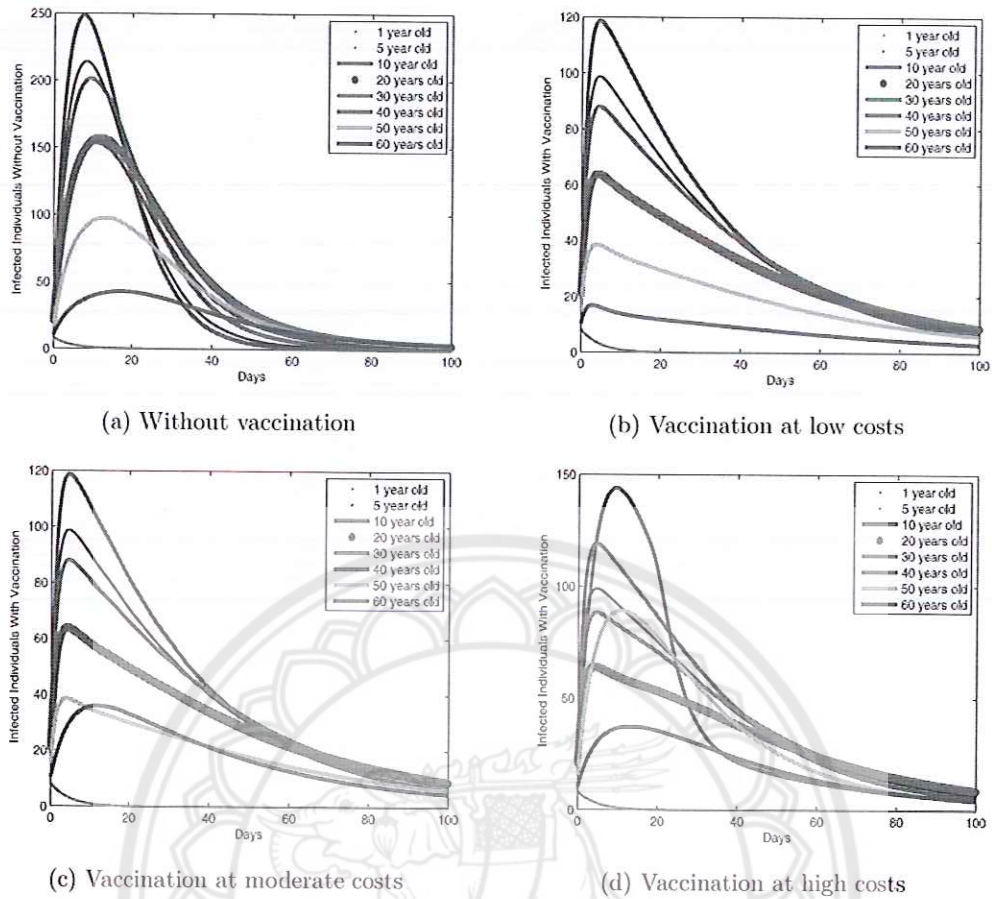 Infected Individuals Without Vaccination
250
200
150
100
50
0
0 20 40 60 80 100
Days
1 year old
5 year old
10 year old
20 years old
30 years old
40 years old
50 years old
60 years old
(a) Without vaccination
Infected Individuals With Vaccination
120
100
80
60
40
20
0
0 20 40 60 80 100
Days
1 year old
5 year old
10 year old
20 years old
30 years old
40 years old
50 years old
60 years old
(b) Vaccination at low costs
Infected Individuals With Vaccination
120
100
80
60
40
20
0
0 20 40 60 80 100
Days
1 year old
5 year old
10 year old
20 years old
30 years old
40 years old
50 years old
60 years old
(c) Vaccination at moderate costs
Infected Individuals With Vaccination
150
100
50
0
0 20 40 60 80 100
Days
1 year old
5 year old
10 year old
20 years old
30 years old
40 years old
50 years old
60 years old
(d) Vaccination at high costs